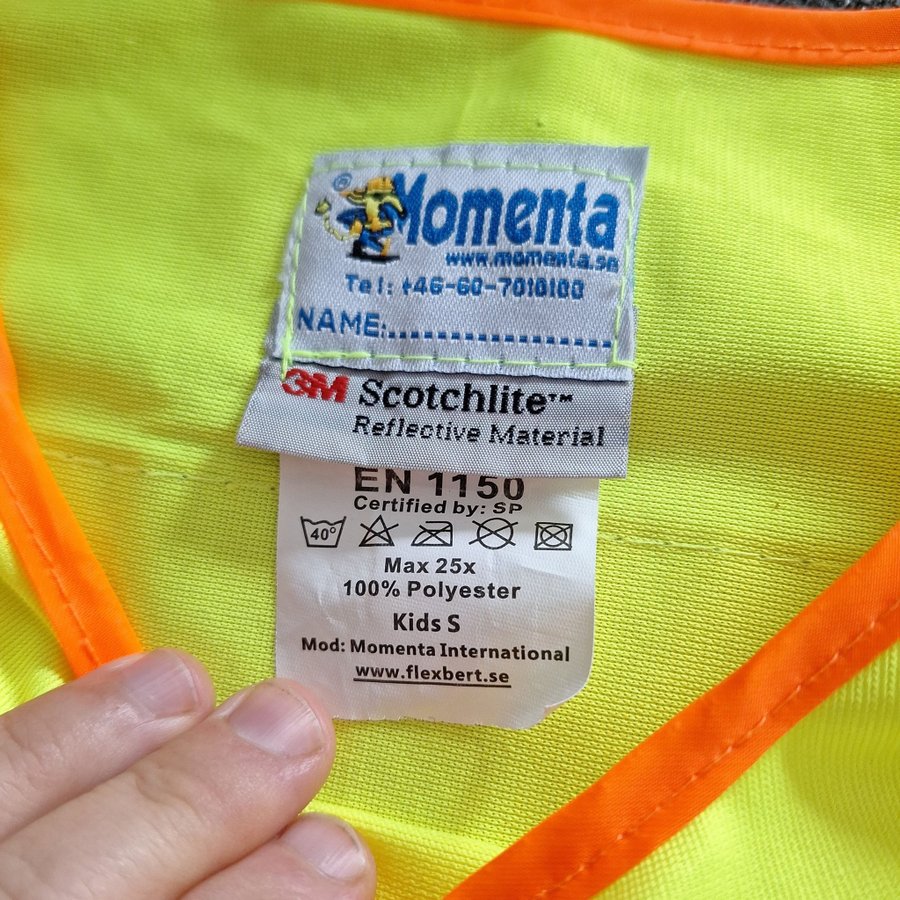 ® Momenta
www.momenta.se
Tel: +46-60-7010100
NAME:.....................
3M Scotchlite™
Reflective Material
EN 1150
Certified by: SP
40°
Max 25x
100% Polyester
Kids S
Mod: Momenta International
www.flexbert.se